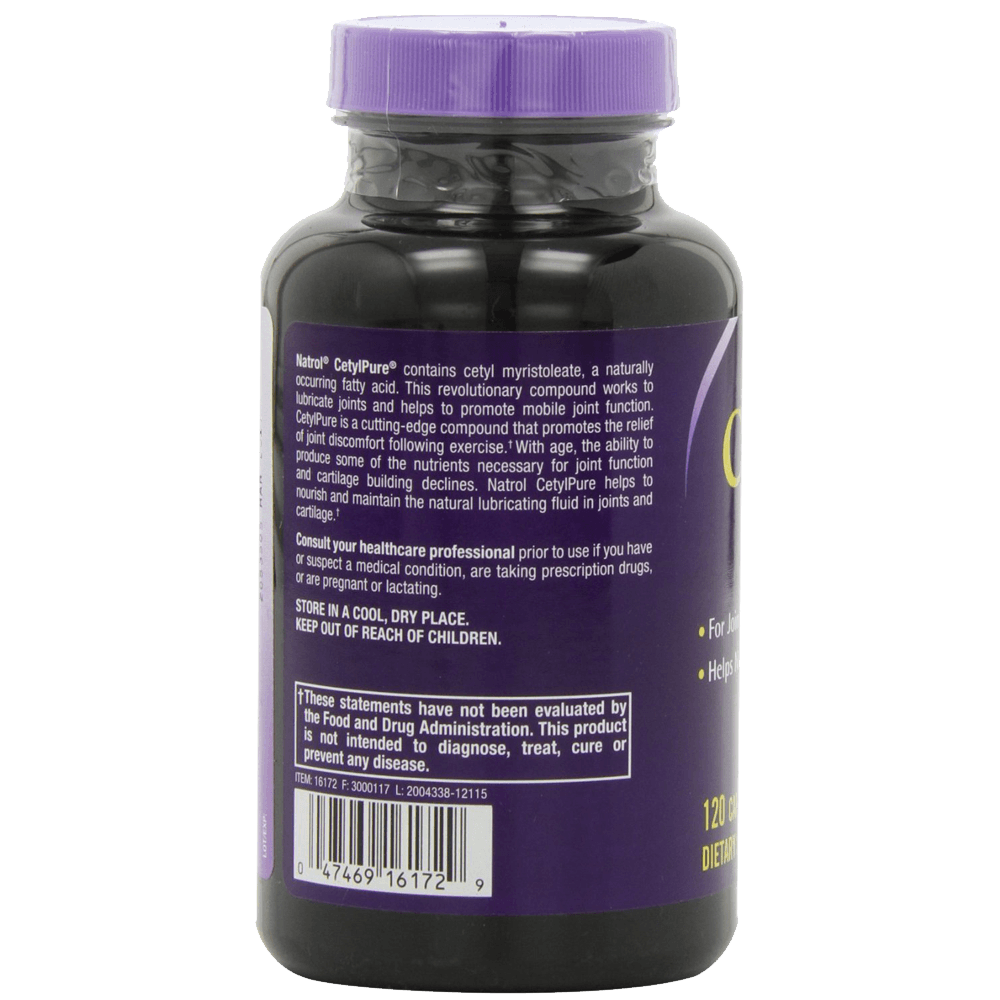 Natrol® CetylPure® contains cetyl myristoleate, a naturally
occurring fatty acid. This revolutionary compound works to
lubricate joints and helps to promote mobile joint function.
CetylPure is a cutting-edge compound that promotes the relief
of joint discomfort following exercise.† With age, the ability to
produce some of the nutrients necessary for joint function
and cartilage building declines. Natrol CetylPure helps to
nourish and maintain the natural lubricating fluid in joints and
cartilage.†
Consult your healthcare professional prior to use if you have
or suspect a medical condition, are taking prescription drugs,
or are pregnant or lactating.
STORE IN A COOL, DRY PLACE.
KEEP OUT OF REACH OF CHILDREN.
†These statements have not been evaluated by
the Food and Drug Administration. This product
is not intended to diagnose, treat, cure or
prevent any disease.
ITEM: 16172 F: 3000117 L: 2004338-12115
0 47469 16172 9
• For
• Helps
120
LOT/EXP.